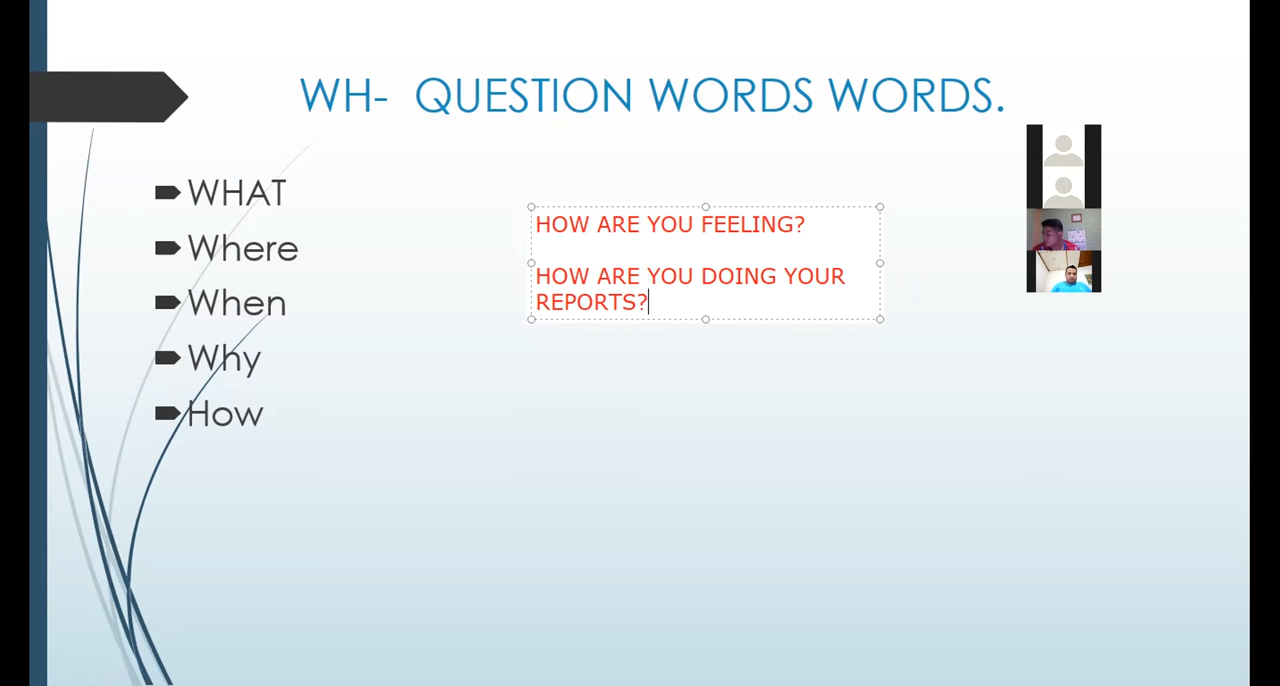 WH- QUESTION WORDS WORDS.
WHAT
Where
When
Why
How
HOW ARE YOU FEELING?
HOW ARE YOU DOING YOUR
REPORTS?